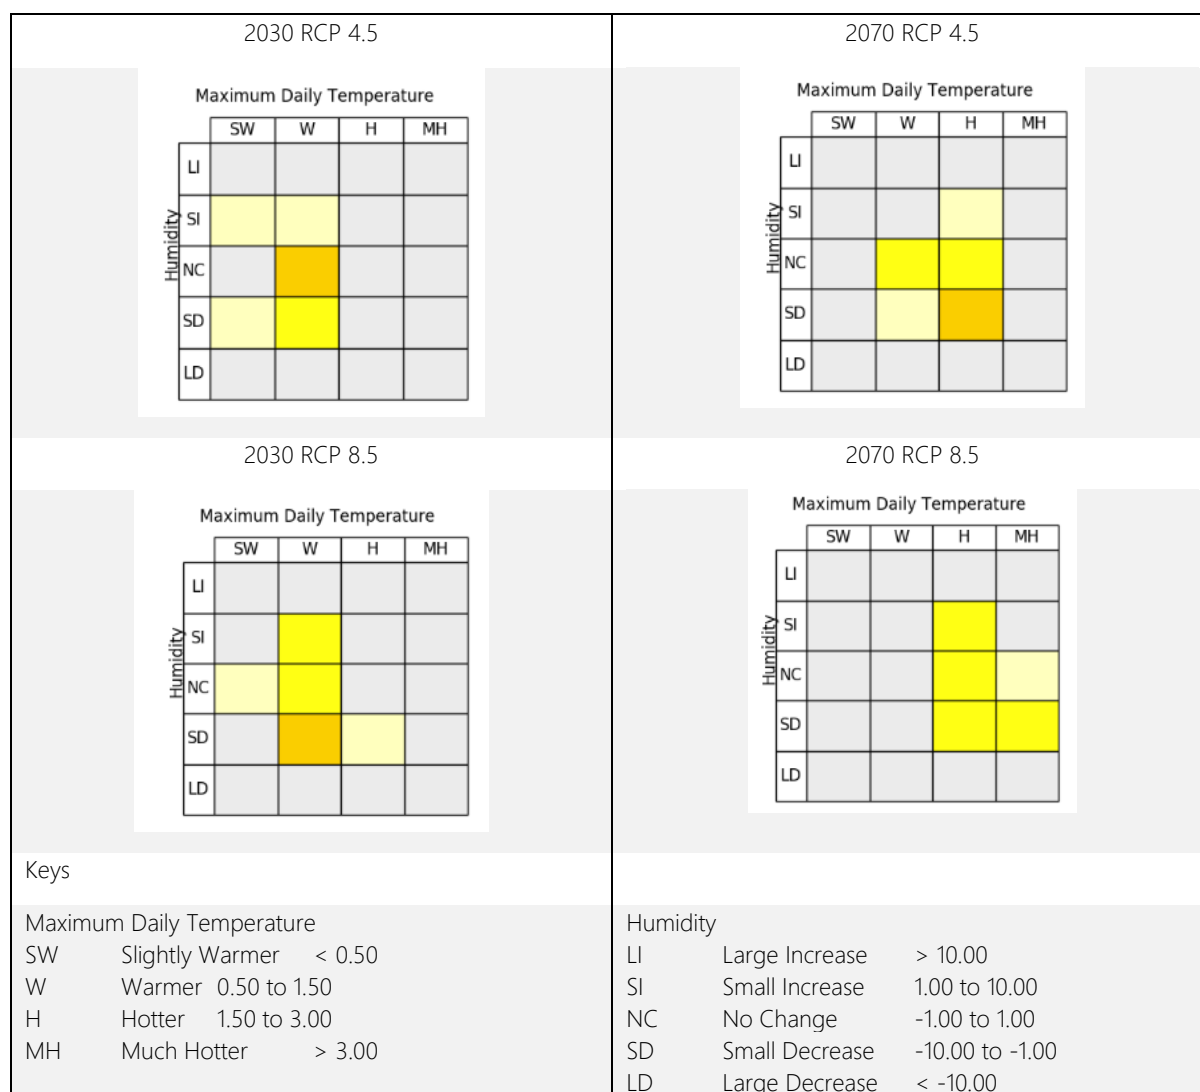 2030 RCP 4.5
Maximum Daily Temperature
SW W H MH
Humidity
LI
SI
NC
SD
LD
2070 RCP 4.5
Maximum Daily Temperature
SW W H MH
Humidity
LI
SI
NC
SD
LD
2030 RCP 8.5
Maximum Daily Temperature
SW W H MH
Humidity
LI
SI
NC
SD
LD
2070 RCP 8.5
Maximum Daily Temperature
SW W H MH
Humidity
LI
SI
NC
SD
LD
Keys
Maximum Daily Temperature
SW Slightly Warmer < 0.50
W Warmer 0.50 to 1.50
H Hotter 1.50 to 3.00
MH Much Hotter > 3.00
Humidity
LI Large Increase > 10.00
SI Small Increase 1.00 to 10.00
NC No Change -1.00 to 1.00
SD Small Decrease -10.00 to -1.00
LD Large Decrease < -10.00